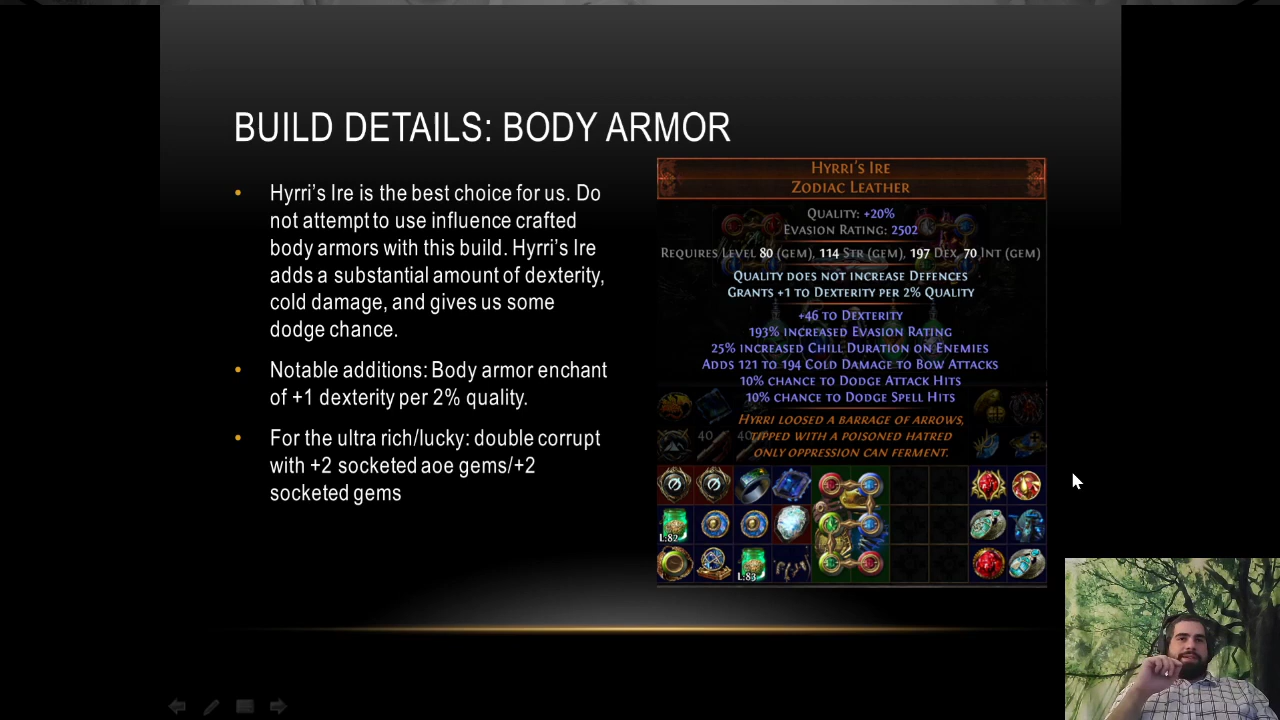 BUILD DETAILS: BODY ARMOR
• Hyrri's Ire is the best choice for us. Do
not attempt to use influence crafted
body armors with this build. Hyrri's Ire
adds a substantial amount of dexterity,
cold damage, and gives us some
dodge chance.
• Notable additions: Body armor enchant
of +1 dexterity per 2% quality.
• For the ultra rich/lucky: double corrupt
with +2 socketed aoe gems/+2
socketed gems
HYRRI'S IRE
ZODIAC LEATHER
QUALITY: +20%
EVASION RATING: 2502
REQUIRES LEVEL 80 (GEM), 114 STR (GEM), 197 DEX, 70 INT (GEM)
QUALITY DOES NOT INCREASE DEFENCES
GRANTS +1 TO DEXTERITY PER 2% QUALITY
+46 TO DEXTERITY
193% INCREASED EVASION RATING
25% INCREASED CHILL DURATION ON ENEMIES
ADDS 121 TO 194 COLD DAMAGE TO BOW ATTACKS
10% CHANCE TO DODGE ATTACK HITS
10% CHANCE TO DODGE SPELL HITS
HYRRI LOOSED A BARRAGE OF ARROWS,
TIPPED WITH A POISONED HATRED
ONLY OPPRESSION CAN FERMENT.
40
40
L:82
L:83